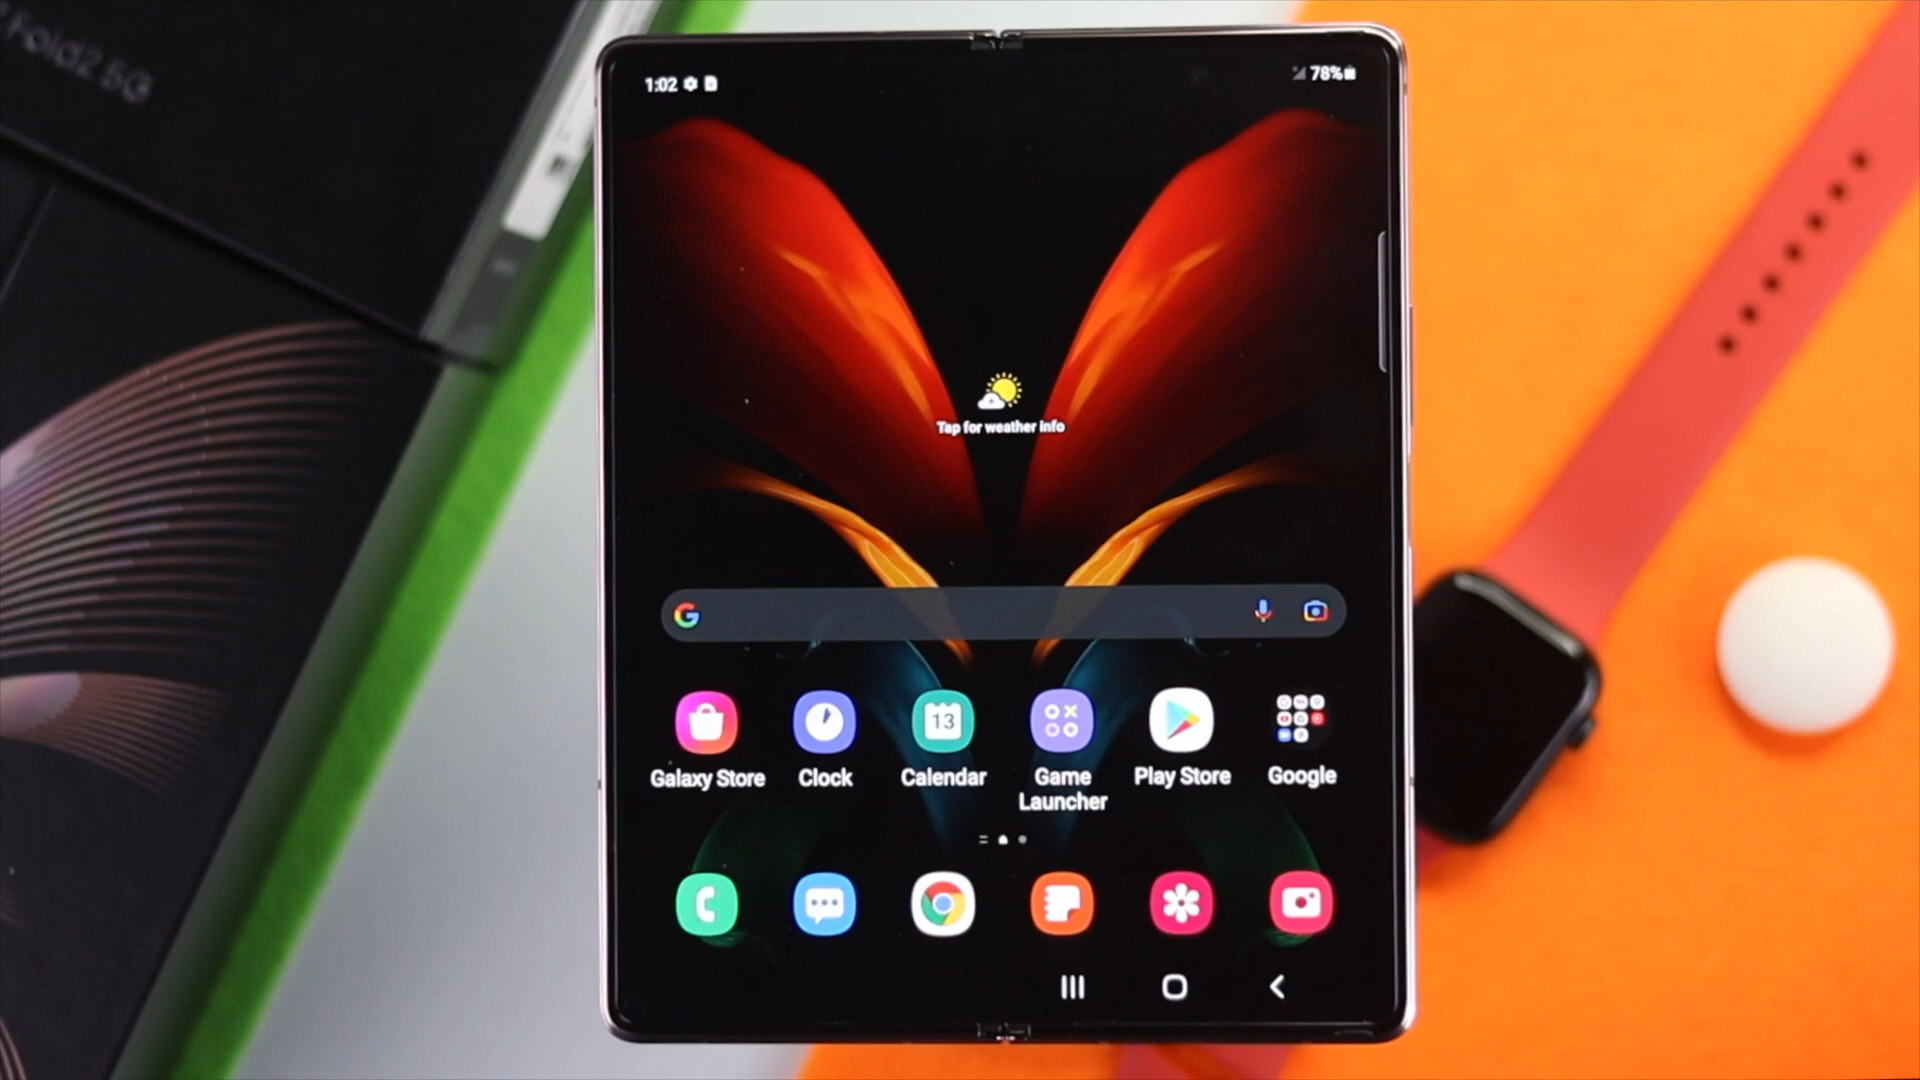 Fold2 5G
1:02
78%
Tap for weather info
G
13
Galaxy Store
Clock
Calendar
Game
Launcher
Play Store
Google